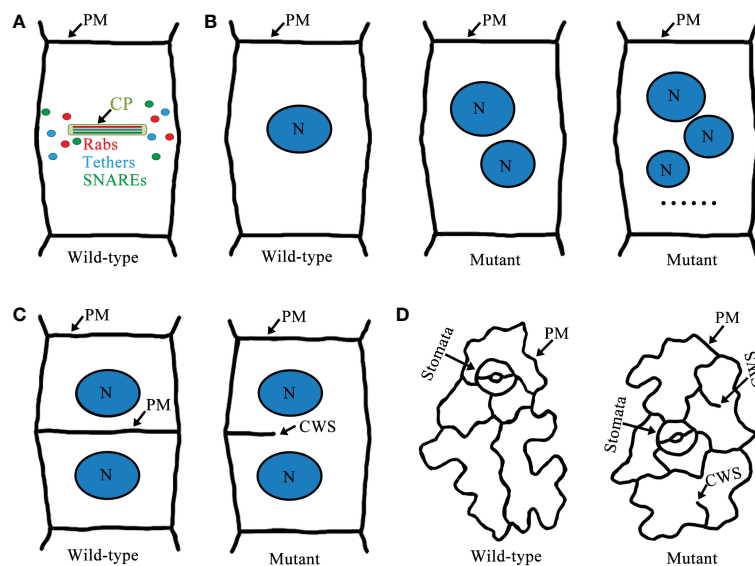 A
PM
CP
Rabs
Tethers
SNAREs
Wild-type
B
PM
N
Wild-type
PM
N
N
Mutant
PM
N
N
N
......
Mutant
C
PM
N
PM
N
Wild-type
PM
N
CWS
N
Mutant
D
Stomata
PM
Wild-type
PM
Stomata
CWS
Mutant